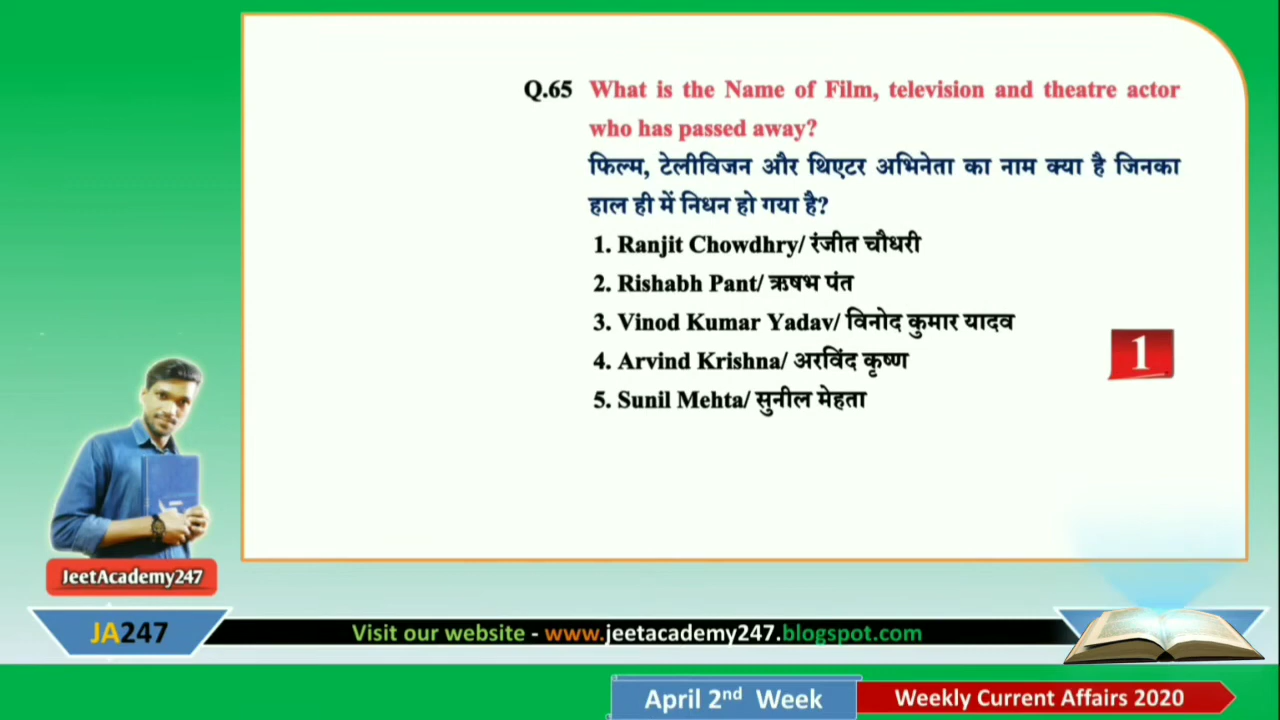 Q.65 What is the Name of Film, television and theatre actor
who has passed away?
फिल्म, टेलीविजन और थिएटर अभिनेता का नाम क्या है जिनका
हाल ही में निधन हो गया है?
1. Ranjit Chowdhry/ रंजीत चौधरी
2. Rishabh Pant/ ऋषभ पंत
3. Vinod Kumar Yadav/ विनोद कुमार यादव
4. Arvind Krishna/ अरविंद कृष्ण
5. Sunil Mehta/ सुनील मेहता
1
JeetAcademy247
JA247
Visit our website - www.jeetacademy247.blogspot.com
April 2nd Week
Weekly Current Affairs 2020